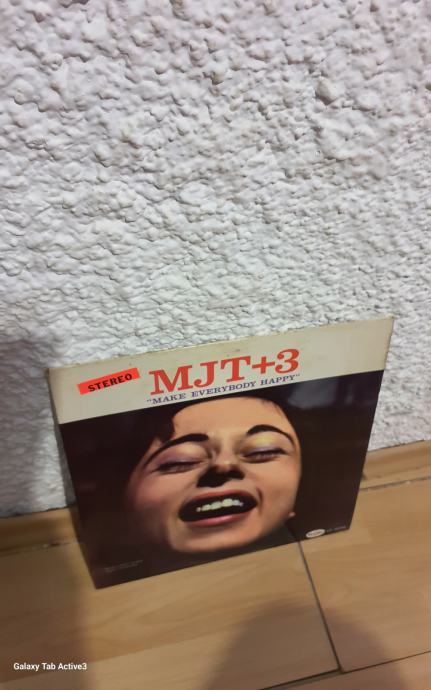 STEREO
MJT+3
"MAKE EVERYBODY HAPPY"
Galaxy Tab Active3